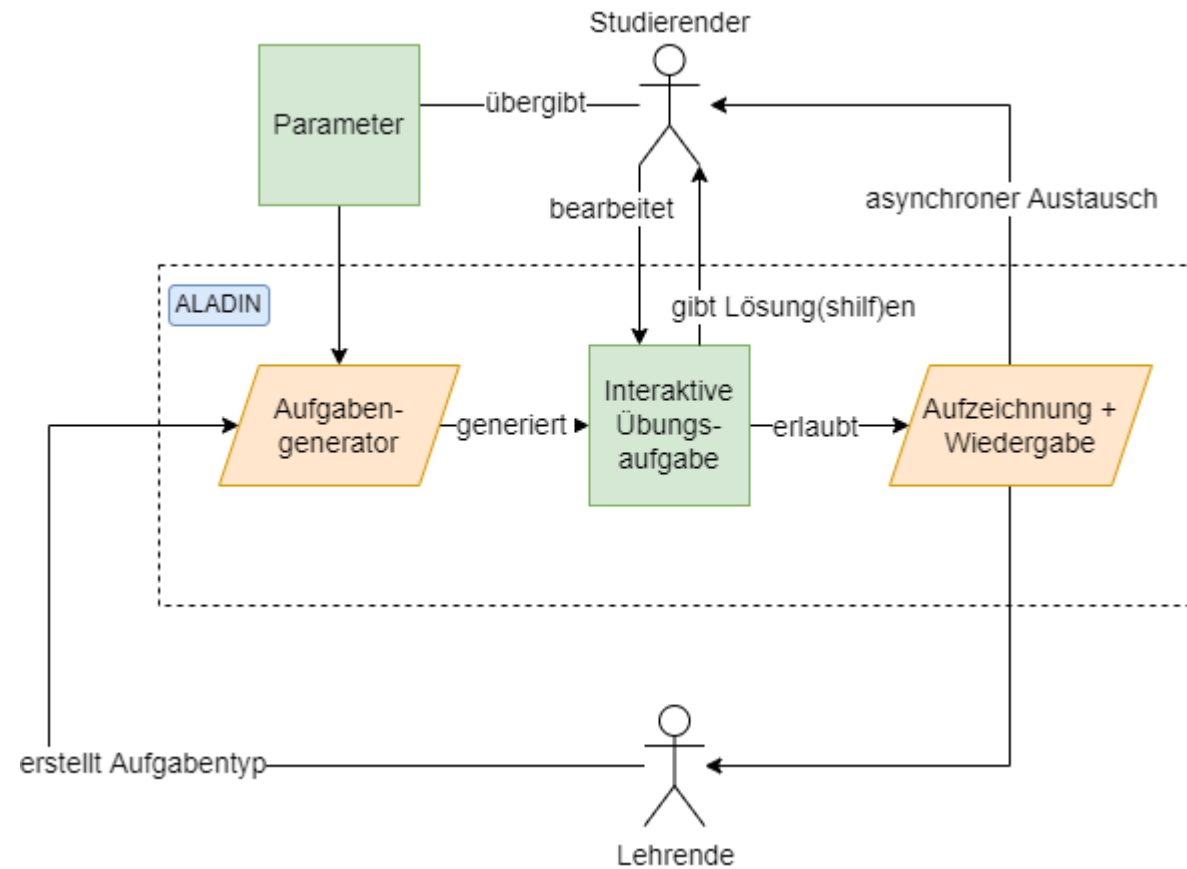 Studierender
Parameter
übergibt
bearbeitet
asynchroner Austausch
ALADIN
gibt Lösung(shilf)en
Aufgaben-
generator
generiert
Interaktive
Übungs-
aufgabe
erlaubt
Aufzeichnung +
Wiedergabe
erstellt Aufgabentyp
Lehrende